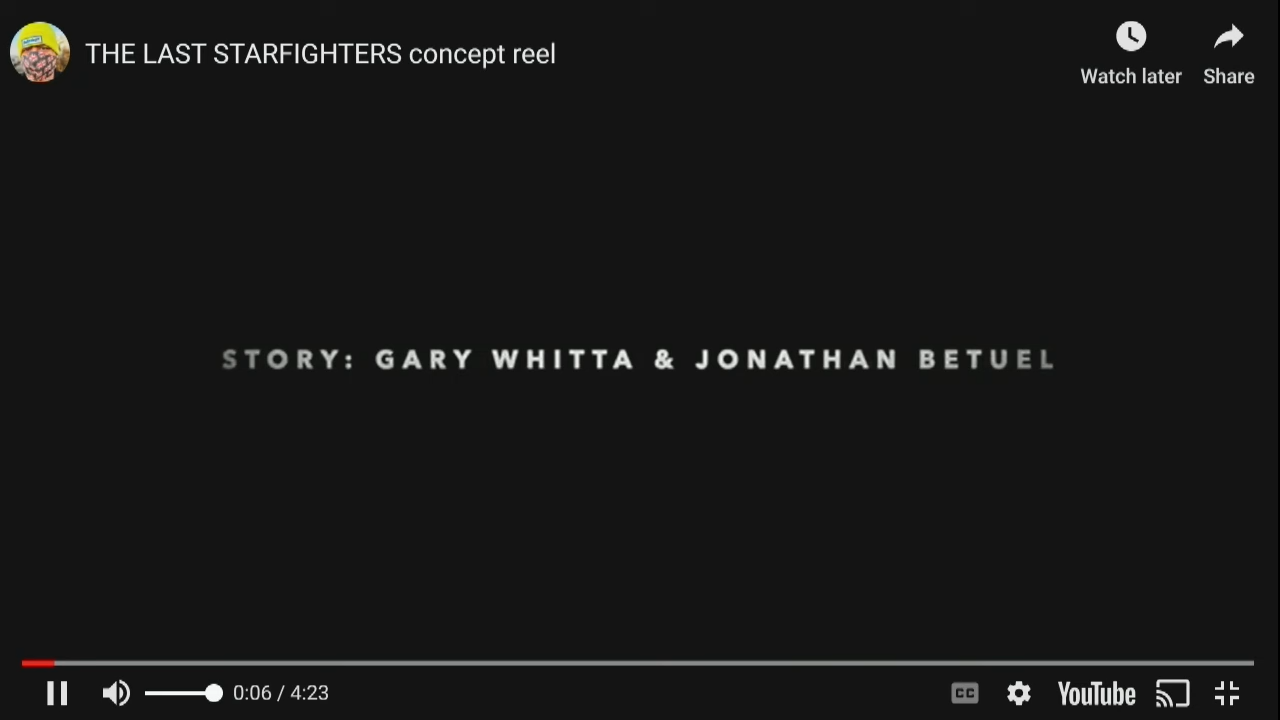 THE LAST STARFIGHTERS concept reel
Watch later
Share
STORY: GARY WHITTA & JONATHAN BETUEL
0:06 / 4:23
CC
YouTube